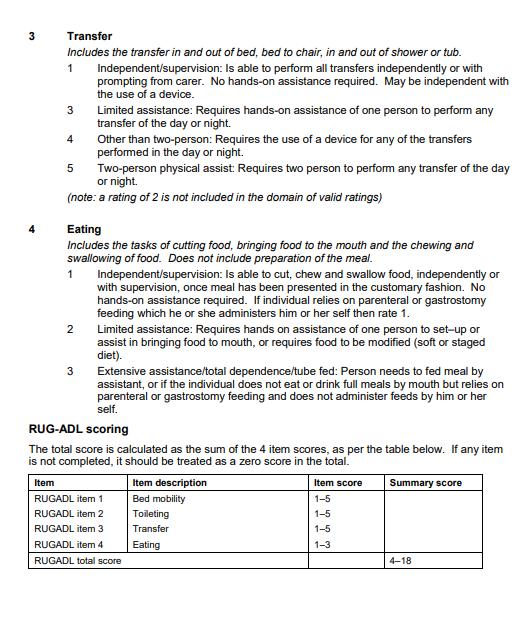 3 Transfer
Includes the transfer in and out of bed, bed to chair, in and out of shower or tub.
1 Independent/supervision: Is able to perform all transfers independently or with
prompting from carer. No hands-on assistance required. May be independent with
the use of a device.
3 Limited assistance: Requires hands-on assistance of one person to perform any
transfer of the day or night.
4 Other than two-person: Requires the use of a device for any of the transfers
performed in the day or night.
5 Two-person physical assist: Requires two person to perform any transfer of the day
or night.
(note: a rating of 2 is not included in the domain of valid ratings)
4 Eating
Includes the tasks of cutting food, bringing food to the mouth and the chewing and
swallowing of food. Does not include preparation of the meal.
1 Independent/supervision: Is able to cut, chew and swallow food, independently or
with supervision, once meal has been presented in the customary fashion. No
hands-on assistance required. If individual relies on parenteral or gastrostomy
feeding which he or she administers him or her self then rate 1.
2 Limited assistance: Requires hands on assistance of one person to set–up or
assist in bringing food to mouth, or requires food to be modified (soft or staged
diet).
3 Extensive assistance/total dependence/tube fed: Person needs to fed meal by
assistant, or if the individual does not eat or drink full meals by mouth but relies on
parenteral or gastrostomy feeding and does not administer feeds by him or her
self.
RUG-ADL scoring
The total score is calculated as the sum of the 4 item scores, as per the table below. If any item
is not completed, it should be treated as a zero score in the total.
Item Item description Item score Summary score
RUGADL item 1 Bed mobility 1–5
RUGADL item 2 Toileting 1–5
RUGADL item 3 Transfer 1–5
RUGADL item 4 Eating 1–3
RUGADL total score 4–18